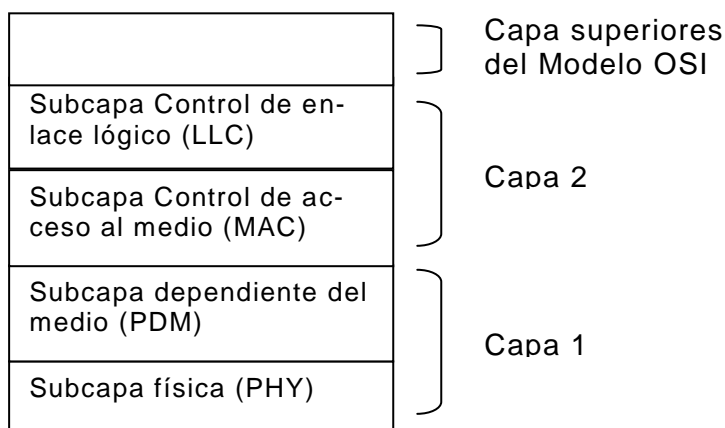 Capa superiores
del Modelo OSI
Subcapa Control de en-
lace lógico (LLC)
Subcapa Control de ac-
ceso al medio (MAC)
Capa 2
Subcapa dependiente del
medio (PDM)
Subcapa física (PHY)
Capa 1